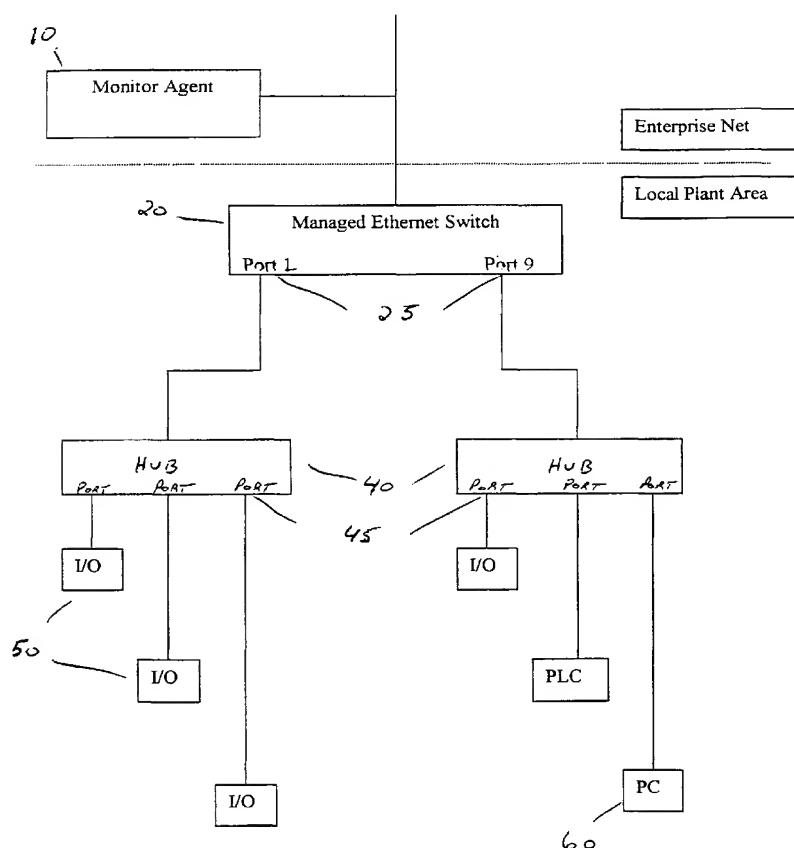 10
Monitor Agent
Enterprise Net
Local Plant Area
20
Managed Ethernet Switch
Port 1
Port 9
25
HUB
PORT PORT PORT
40
HUB
PORT PORT PORT
45
I/O
I/O
50
I/O
PLC
I/O
PC
60